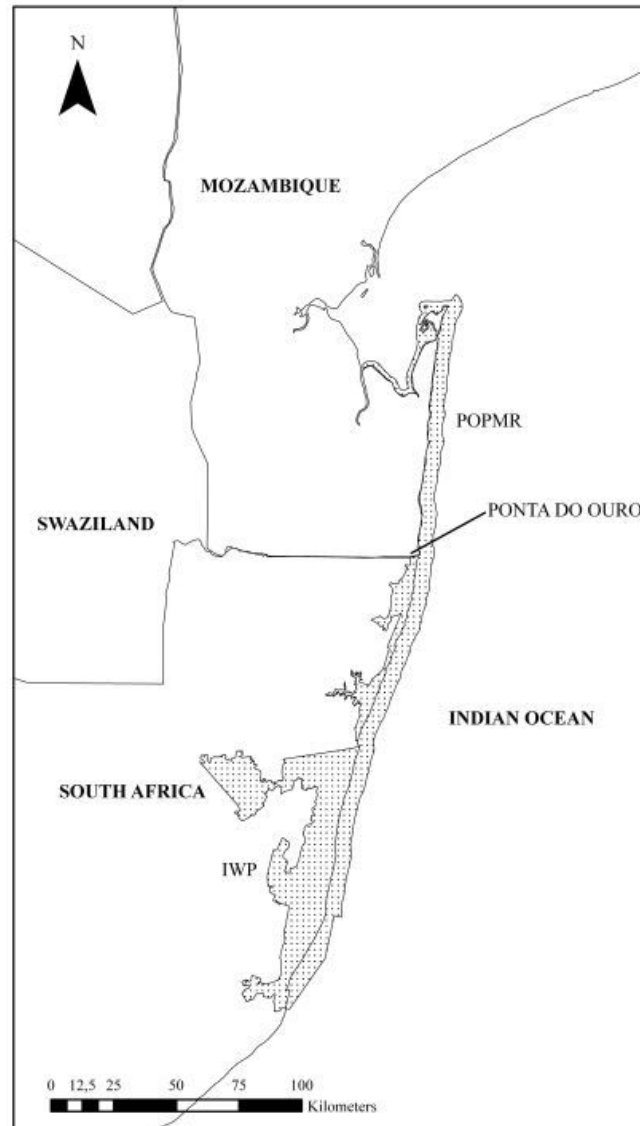 N
MOZAMBIQUE
POPMR
SWAZILAND
PONTA DO OURO
INDIAN OCEAN
SOUTH AFRICA
IWP
0 12,5 25 50 75 100
Kilometers